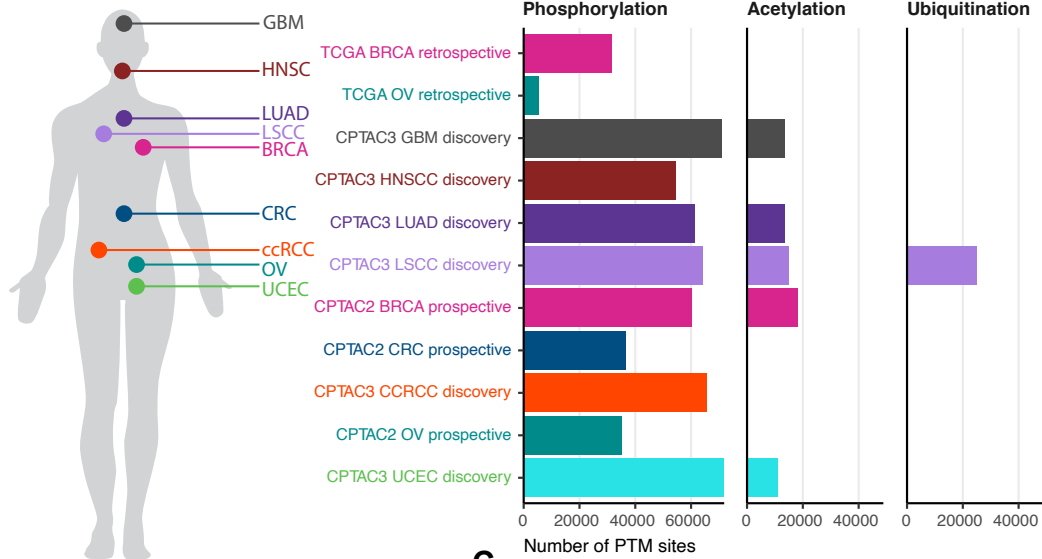 GBM
HNSC
LUAD
LSCC
BRCA
CRC
ccRCC
OV
UCEC
Phosphorylation
Acetylation
Ubiquitination
TCGA BRCA retrospective
TCGA OV retrospective
CPTAC3 GBM discovery
CPTAC3 HNSCC discovery
CPTAC3 LUAD discovery
CPTAC3 LSCC discovery
CPTAC2 BRCA prospective
CPTAC2 CRC prospective
CPTAC3 CCRCC discovery
CPTAC2 OV prospective
CPTAC3 UCEC discovery
0 20000 40000 60000
0 20000 40000
0 20000 40000
Number of PTM sites